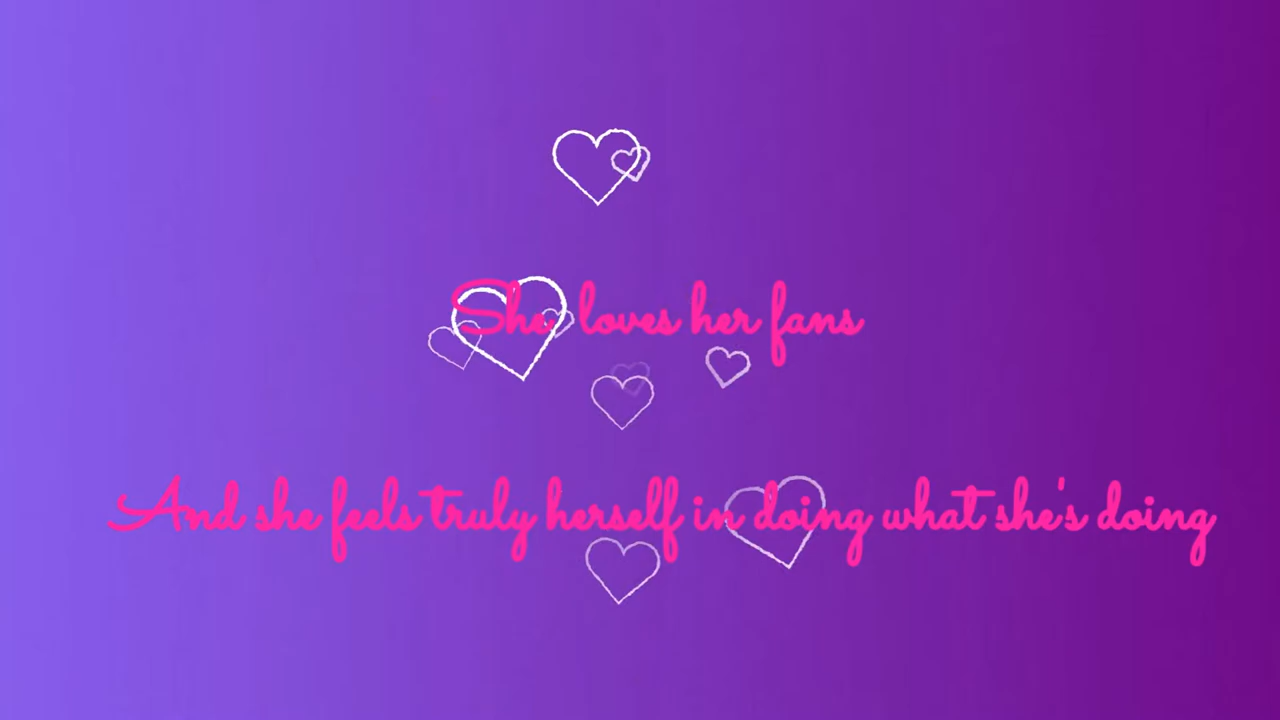 She loves her fans
And she feels truly herself in doing what she's doing